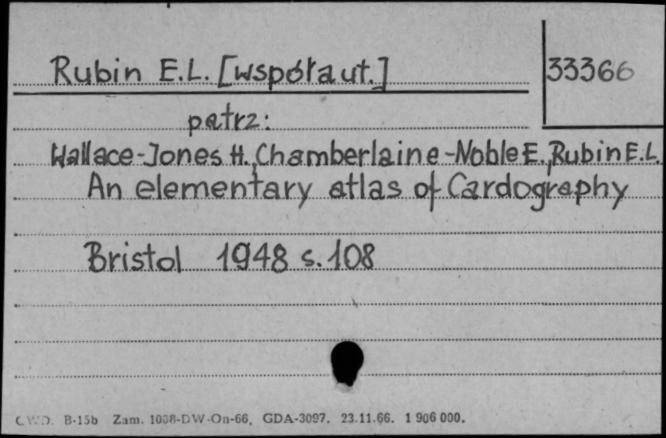 Rubin E.L. [współaut.] 33366
patrz:
Wallace-Jones H., Chamberlaine-Noble E., Rubin E.L.
An elementary atlas of Cardography
Bristol 1948 s. 108
C.W.D. B-15b Zam. 1008-DW-On-66, GDA-3097, 23.11.66. 1 906 000.